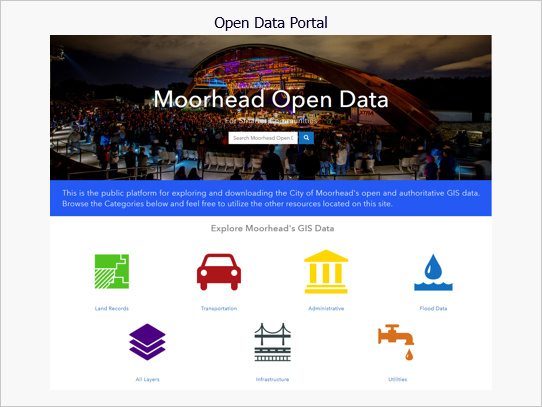 Open Data Portal
Moorhead Open Data
For Smarter Communities
Search Moorhead Open D
This is the public platform for exploring and downloading the City of Moorhead's open and authoritative GIS data.
Browse the Categories below and feel free to utilize the other resources located on this site.
Explore Moorhead's GIS Data
Land Records
Transportation
Administrative
Flood Data
All Layers
Infrastructure
Utilities